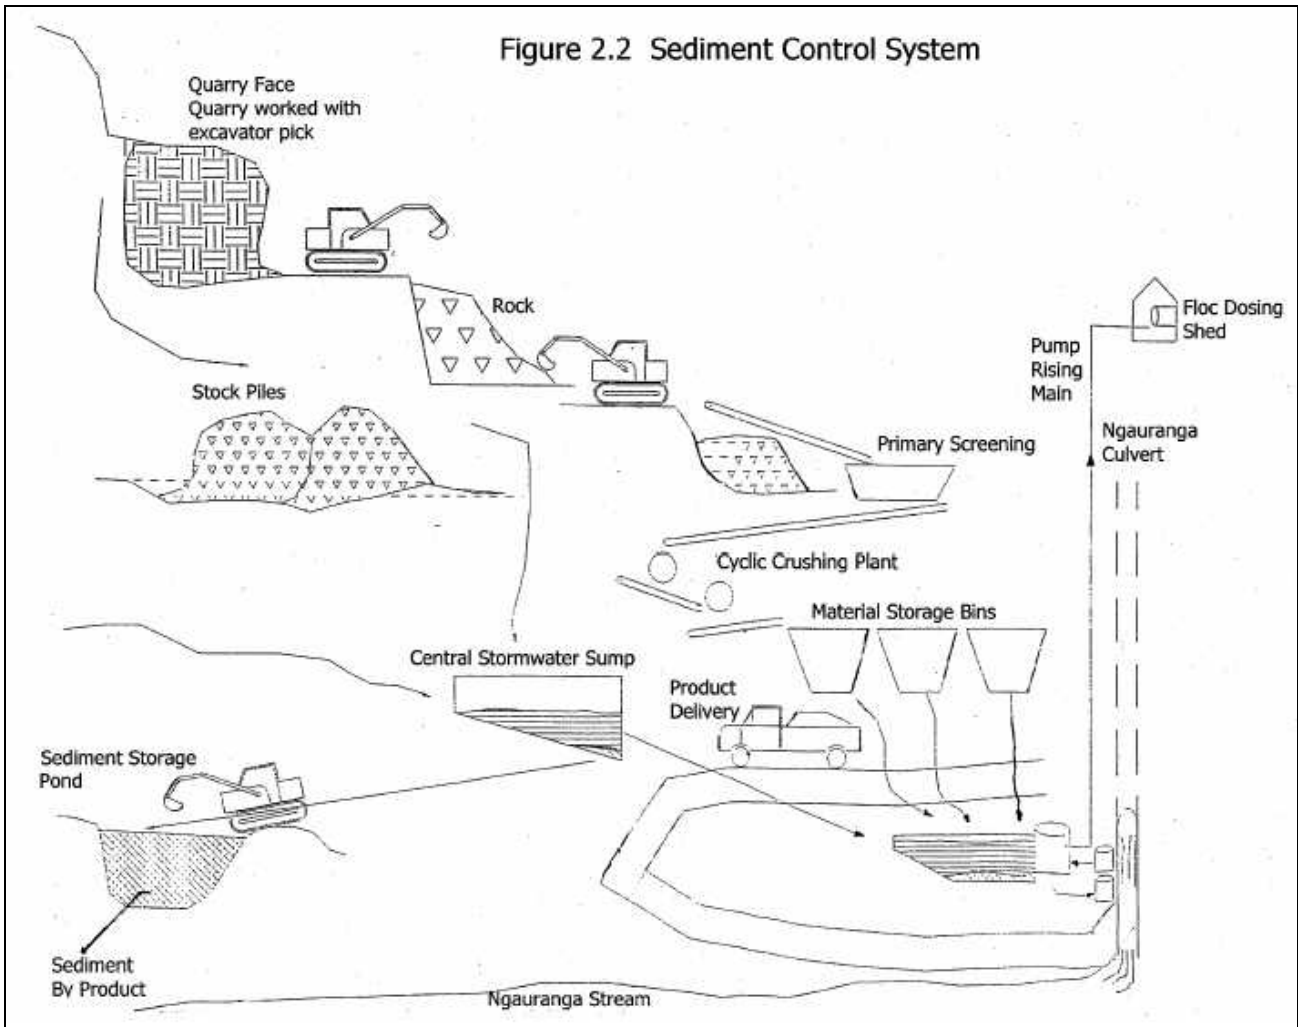 Figure 2.2 Sediment Control System
Quarry Face
Quarry worked with
excavator pick
Rock
Floc Dosing
Shed
Pump
Rising
Main
Stock Piles
Ngauranga
Culvert
Primary Screening
Cyclic Crushing Plant
Material Storage Bins
Central Stormwater Sump
Product
Delivery
Sediment Storage
Pond
Sediment
By Product
Ngauranga Stream